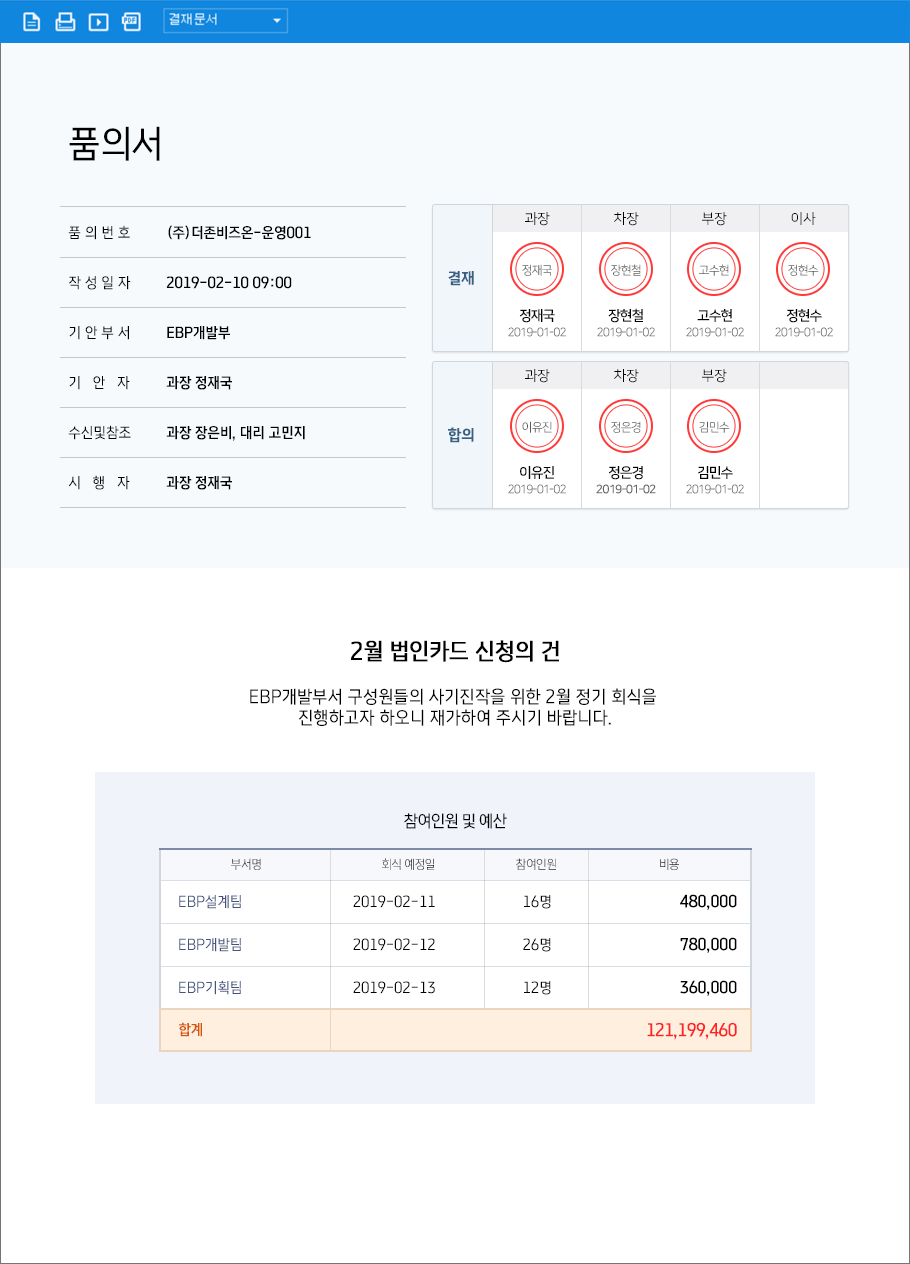 PDF 결재문서
품의서
품의번호 (주)더존비즈온-운영001
작성일자 2019-02-10 09:00
기안부서 EBP개발부
기 안 자 과장 정재국
수신및참조 과장 장은비, 대리 고민지
시 행 자 과장 정재국
결재
과장 차장 부장 이사
정재국 장현철 고수현 정현수
정재국 장현철 고수현 정현수
2019-01-02 2019-01-02 2019-01-02 2019-01-02
합의
과장 차장 부장
이유진 정은경 김민수
이유진 정은경 김민수
2019-01-02 2019-01-02 2019-01-02
2월 법인카드 신청의 건
EBP개발부서 구성원들의 사기진작을 위한 2월 정기 회식을
진행하고자 하오니 재가하여 주시기 바랍니다.
참여인원 및 예산
부서명 회식 예정일 참여인원 비용
EBP설계팀 2019-02-11 16명 480,000
EBP개발팀 2019-02-12 26명 780,000
EBP기획팀 2019-02-13 12명 360,000
합계 121,199,460